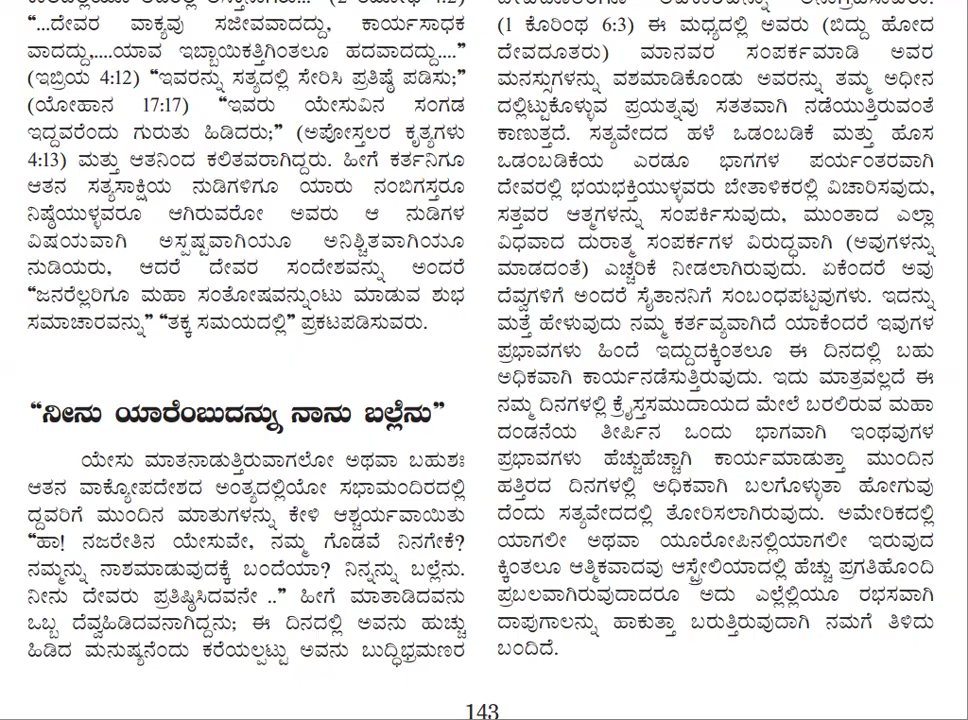 “...ದೇವರ ವಾಕ್ಯವು ಸಜೀವವಾದದ್ದು, ಕಾರ್ಯಸಾಧಕ
ವಾದದ್ದು,....ಯಾವ ಇಬ್ಬಾಯಿಕತ್ತಿಗಿಂತಲೂ ಹದವಾದದ್ದು....”
(ಇಬ್ರಿಯ 4:12) “ಇವರನ್ನು ಸತ್ಯದಲ್ಲಿ ಸೇರಿಸಿ ಪ್ರತಿಷ್ಠೆ ಪಡಿಸು;”
(ಯೋಹಾನ 17:17) “ಇವರು ಯೇಸುವಿನ ಸಂಗಡ
ಇದ್ದವರೆಂದು ಗುರುತು ಹಿಡಿದರು;” (ಅಪೋಸ್ತಲರ ಕೃತ್ಯಗಳು
4:13) ಮತ್ತು ಆತನಿಂದ ಕಲಿತವರಾಗಿದ್ದರು. ಹೀಗೆ ಕರ್ತನಿಗೂ
ಆತನ ಸತ್ಯಸಾಕ್ಷಿಯ ನುಡಿಗಳಿಗೂ ಯಾರು ನಂಬಿಗಸ್ತರೂ
ನಿಷ್ಠೆಯುಳ್ಳವರೂ ಆಗಿರುವರೋ ಅವರು ಆ ನುಡಿಗಳ
ವಿಷಯವಾಗಿ ಅಸ್ಪಷ್ಟವಾಗಿಯೂ ಅನಿಶ್ಚಿತವಾಗಿಯೂ
ನುಡಿಯರು, ಆದರೆ ದೇವರ ಸಂದೇಶವನ್ನು ಅಂದರೆ
“ಜನರೆಲ್ಲರಿಗೂ ಮಹಾ ಸಂತೋಷವನ್ನುಂಟು ಮಾಡುವ ಶುಭ
ಸಮಾಚಾರವನ್ನು” “ತಕ್ಕ ಸಮಯದಲ್ಲಿ” ಪ್ರಕಟಪಡಿಸುವರು.
“ನೀನು ಯಾರೆಂಬುದನ್ನು ನಾನು ಬಲ್ಲೆನು”
ಯೇಸು ಮಾತನಾಡುತ್ತಿರುವಾಗಲೋ ಅಥವಾ ಬಹುಶಃ
ಆತನ ವಾಕ್ಯೋಪದೇಶದ ಅಂತ್ಯದಲ್ಲಿಯೋ ಸಭಾಮಂದಿರದಲ್ಲಿ
ದ್ದವರಿಗೆ ಮುಂದಿನ ಮಾತುಗಳನ್ನು ಕೇಳಿ ಆಶ್ಚರ್ಯವಾಯಿತು
“ಹಾ! ನಜರೇತಿನ ಯೇಸುವೇ, ನಮ್ಮ ಗೊಡವೆ ನಿನಗೇಕೆ?
ನಮ್ಮನ್ನು ನಾಶಮಾಡುವುದಕ್ಕೆ ಬಂದೆಯಾ? ನಿನ್ನನ್ನು ಬಲ್ಲೆನು.
ನೀನು ದೇವರು ಪ್ರತಿಷ್ಠಿಸಿದವನೇ ..” ಹೀಗೆ ಮಾತಾಡಿದವನು
ಒಬ್ಬ ದೆವ್ವಹಿಡಿದವನಾಗಿದ್ದನು; ಈ ದಿನದಲ್ಲಿ ಅವನು ಹುಚ್ಚು
ಹಿಡಿದ ಮನುಷ್ಯನೆಂದು ಕರೆಯಲ್ಪಟ್ಟು ಅವನು ಬುದ್ಧಿಭ್ರಮಣರ
(1 ಕೊರಿಂಥ 6:3) ಈ ಮಧ್ಯದಲ್ಲಿ ಅವರು (ಬಿದ್ದು ಹೋದ
ದೇವದೂತರು) ಮಾನವರ ಸಂಪರ್ಕಮಾಡಿ ಅವರ
ಮನಸ್ಸುಗಳನ್ನು ವಶಮಾಡಿಕೊಂಡು ಅವರನ್ನು ತಮ್ಮ ಅಧೀನ
ದಲ್ಲಿಟ್ಟುಕೊಳ್ಳುವ ಪ್ರಯತ್ನವು ಸತತವಾಗಿ ನಡೆಯುತ್ತಿರುವಂತೆ
ಕಾಣುತ್ತದೆ. ಸತ್ಯವೇದದ ಹಳೆ ಒಡಂಬಡಿಕೆ ಮತ್ತು ಹೊಸ
ಒಡಂಬಡಿಕೆಯ ಎರಡೂ ಭಾಗಗಳ ಪರ್ಯಂತರವಾಗಿ
ದೇವರಲ್ಲಿ ಭಯಭಕ್ತಿಯುಳ್ಳವರು ಬೇತಾಳಿಕರಲ್ಲಿ ವಿಚಾರಿಸವುದು,
ಸತ್ತವರ ಆತ್ಮಗಳನ್ನು ಸಂಪರ್ಕಿಸುವುದು, ಮುಂತಾದ ಎಲ್ಲಾ
ವಿಧವಾದ ದುರಾತ್ಮ ಸಂಪರ್ಕಗಳ ವಿರುದ್ಧವಾಗಿ (ಅವುಗಳನ್ನು
ಮಾಡದಂತೆ) ಎಚ್ಚರಿಕೆ ನೀಡಲಾಗಿರುವುದು. ಏಕೆಂದರೆ ಅವು
ದೆವ್ವಗಳಿಗೆ ಅಂದರೆ ಸೈತಾನನಿಗೆ ಸಂಬಂಧಪಟ್ಟವುಗಳು. ಇದನ್ನು
ಮತ್ತೆ ಹೇಳುವುದು ನಮ್ಮ ಕರ್ತವ್ಯವಾಗಿದೆ ಯಾಕೆಂದರೆ ಇವುಗಳ
ಪ್ರಭಾವಗಳು ಹಿಂದೆ ಇದ್ದುದಕ್ಕಿಂತಲೂ ಈ ದಿನದಲ್ಲಿ ಬಹು
ಅಧಿಕವಾಗಿ ಕಾರ್ಯನಡೆಸುತ್ತಿರುವುದು. ಇದು ಮಾತ್ರವಲ್ಲದೆ ಈ
ನಮ್ಮ ದಿನಗಳಲ್ಲಿ ಕ್ರೈಸ್ತಸಮುದಾಯದ ಮೇಲೆ ಬರಲಿರುವ ಮಹಾ
ದಂಡನೆಯ ತೀರ್ಪಿನ ಒಂದು ಭಾಗವಾಗಿ ಇಂಥವುಗಳ
ಪ್ರಭಾವಗಳು ಹೆಚ್ಚುಹೆಚ್ಚಾಗಿ ಕಾರ್ಯಮಾಡುತ್ತಾ ಮುಂದಿನ
ಹತ್ತಿರದ ದಿನಗಳಲ್ಲಿ ಅಧಿಕವಾಗಿ ಬಲಗೊಳ್ಳುತಾ ಹೋಗುವು
ದೆಂದು ಸತ್ಯವೇದದಲ್ಲಿ ತೋರಿಸಲಾಗಿರುವುದು. ಅಮೇರಿಕದಲ್ಲಿ
ಯಾಗಲೀ ಅಥವಾ ಯೂರೋಪಿನಲ್ಲಿಯಾಗಲೀ ಇರುವುದ
ಕ್ಕಿಂತಲೂ ಆತ್ಮಿಕವಾದವು ಆಸ್ಟ್ರೇಲಿಯಾದಲ್ಲಿ ಹೆಚ್ಚು ಪ್ರಗತಿಹೊಂದಿ
ಪ್ರಬಲವಾಗಿರುವುದಾದರೂ ಅದು ಎಲ್ಲೆಲ್ಲಿಯೂ ರಭಸವಾಗಿ
ದಾಪುಗಾಲನ್ನು ಹಾಕುತ್ತಾ ಬರುತ್ತಿರುವುದಾಗಿ ನಮಗೆ ತಿಳಿದು
ಬಂದಿದೆ.
143